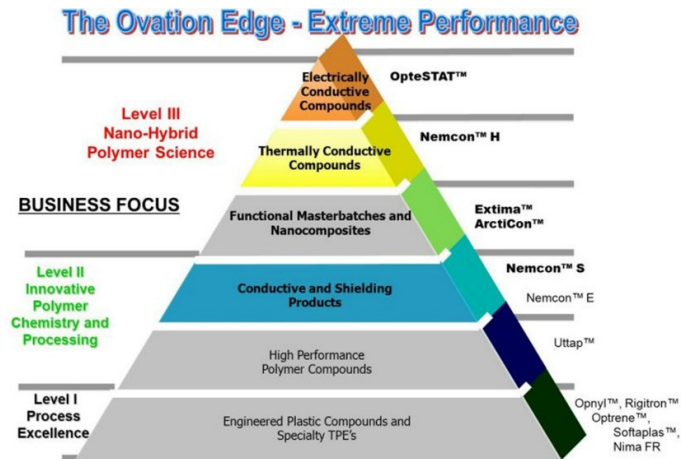 The Ovation Edge - Extreme Performance
Electrically
Conductive
Compounds
OpteSTAT™
Level III
Nano-Hybrid
Polymer Science
Thermally Conductive
Compounds
Nemcon™ H
BUSINESS FOCUS
Functional Masterbatches and
Nanocomposites
Extima™
ArctiCon™
Level II
Innovative
Polymer
Chemistry and
Processing
Conductive and Shielding
Products
Nemcon™ S
Nemcon™ E
High Performance
Polymer Compounds
Uttap™
Level I
Process
Excellence
Engineered Plastic Compounds and
Specialty TPE's
Opnyl™, Rigitron™
Optrene™,
Softaplas™,
Nima FR